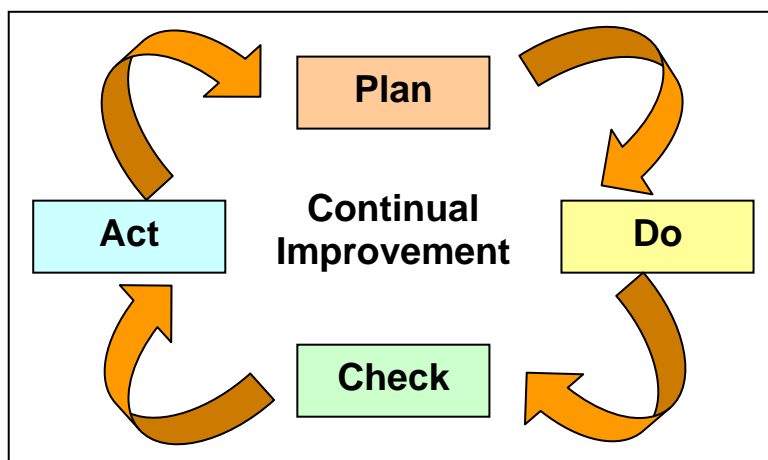 Plan
Act
Continual
Improvement
Do
Check